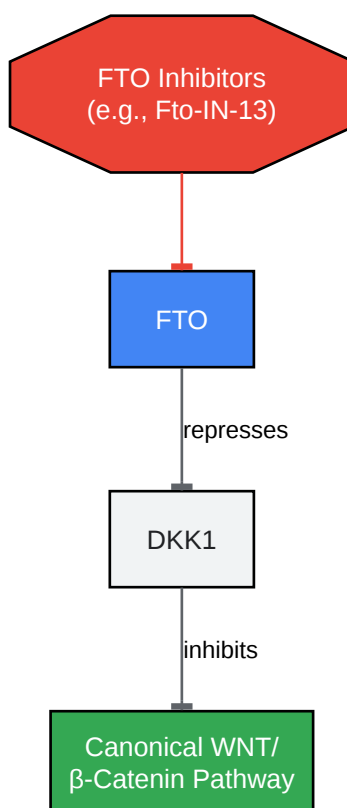 FTO Inhibitors
(e.g., Fto-IN-13)
FTO
represses
DKK1
inhibits
Canonical WNT/
β-Catenin Pathway